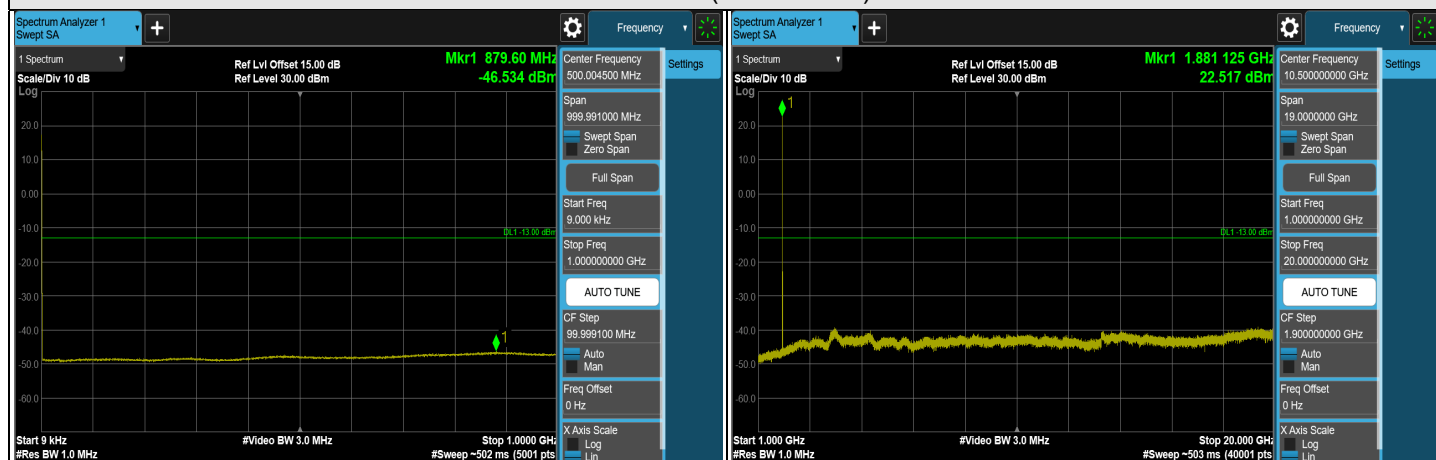 Spectrum Analyzer 1
Swept SA
+
Frequency
1 Spectrum
Scale/Div 10 dB
Ref Lvl Offset 15.00 dB
Ref Level 30.00 dBm
Mkr1 879.60 MHz
-46.534 dBm
Log
20.0
10.0
0.00
-10.0
-20.0
-30.0
-40.0
-50.0
-60.0
DL1 -13.00 dBm
1
Start 9 kHz
#Res BW 1.0 MHz
#Video BW 3.0 MHz
Stop 1.0000 GHz
#Sweep ~502 ms (5001 pts
Center Frequency
500.004500 MHz
Settings
Span
999.991000 MHz
Swept Span
Zero Span
Full Span
Start Freq
9.000 kHz
Stop Freq
1.000000000 GHz
AUTO TUNE
CF Step
99.999100 MHz
Auto
Man
Freq Offset
0 Hz
X Axis Scale
Log
Lin
Spectrum Analyzer 1
Swept SA
+
Frequency
1 Spectrum
Scale/Div 10 dB
Ref Lvl Offset 15.00 dB
Ref Level 30.00 dBm
Mkr1 1.881 125 GHz
22.517 dBm
Log
1
20.0
10.0
0.00
-10.0
-20.0
-30.0
-40.0
-50.0
-60.0
DL1 -13.00 dBm
Start 1.000 GHz
#Res BW 1.0 MHz
#Video BW 3.0 MHz
Stop 20.000 GHz
#Sweep ~503 ms (40001 pts
Center Frequency
10.500000000 GHz
Settings
Span
19.0000000 GHz
Swept Span
Zero Span
Full Span
Start Freq
1.000000000 GHz
Stop Freq
20.000000000 GHz
AUTO TUNE
CF Step
1.900000000 GHz
Auto
Man
Freq Offset
0 Hz
X Axis Scale
Log
Lin